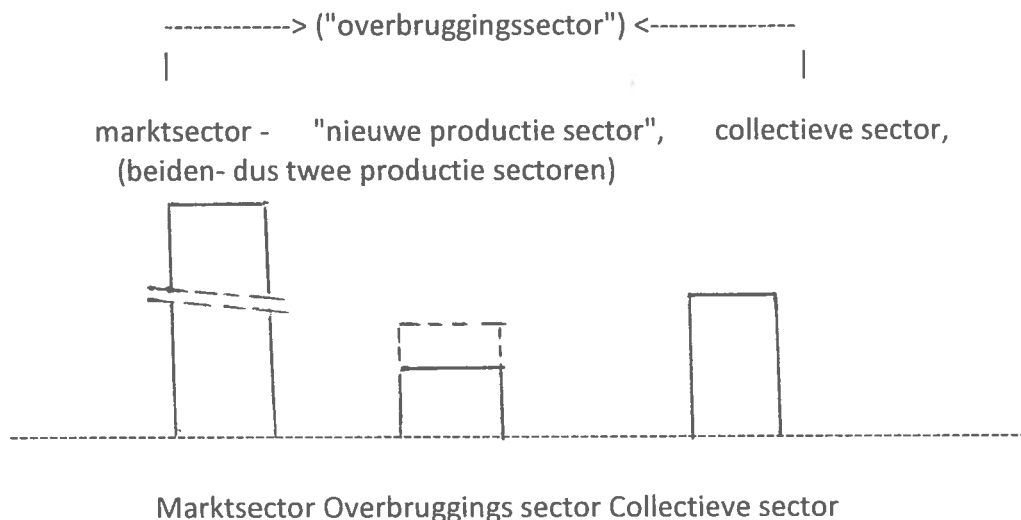 -------------> ("overbruggingssector") <---------------
| |
marktsector - "nieuwe productie sector", collectieve sector,
(beiden- dus twee productie sectoren)
Marktsector Overbruggings sector Collectieve sector